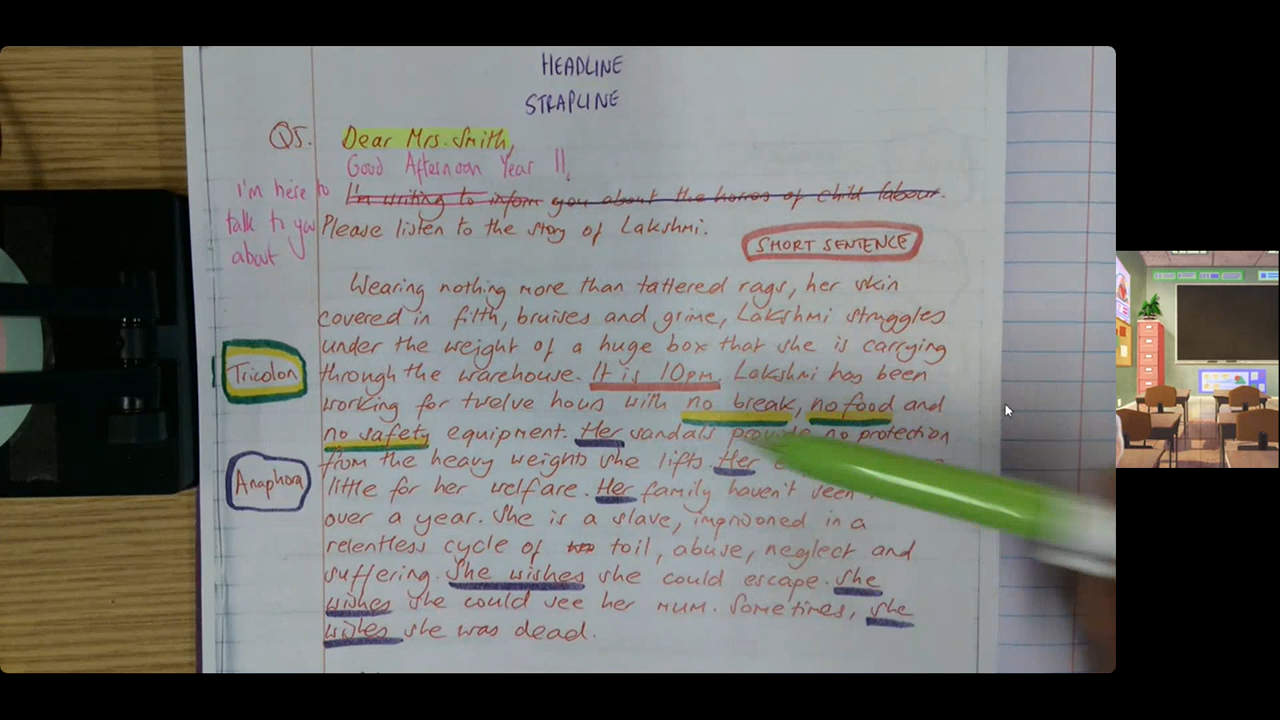 HEADLINE
STRAPLINE
Q5. Dear Mrs. Smith,
Good Afternoon Year 11,
I'm here to
talk to you
about
I'm writing to inform you about the horros of child labour.
Please listen to the story of Lakshmi.
SHORT SENTENCE
Wearing nothing more than tattered rags, her skin
covered in filth, bruises and grime, Lakshmi struggles
under the weight of a huge box that she is carrying
through the warehouse. It is 10pm. Lakshmi has been
working for twelve hours with no break, no food and
no safety equipment. Her sandals provide no protection
from the heavy weights she lifts. Her
little for her welfare. Her family haven't seen
over a year. She is a slave, imprisoned in a
relentless cycle of toil, abuse, neglect and
suffering. She wishes she could escape. She
wishes she could see her mum. Sometimes, she
wishes she was dead.
Tricolon
Anaphora